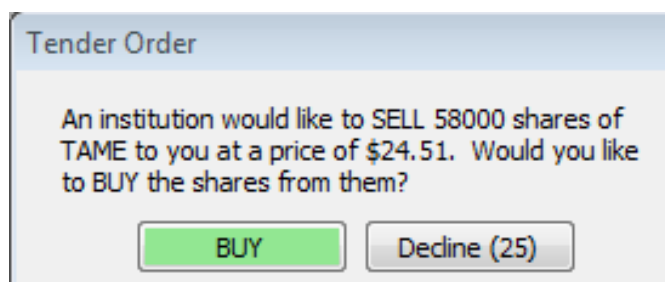 Tender Order
An institution would like to SELL 58000 shares of
TAME to you at a price of $24.51. Would you like
to BUY the shares from them?
BUY
Decline (25)